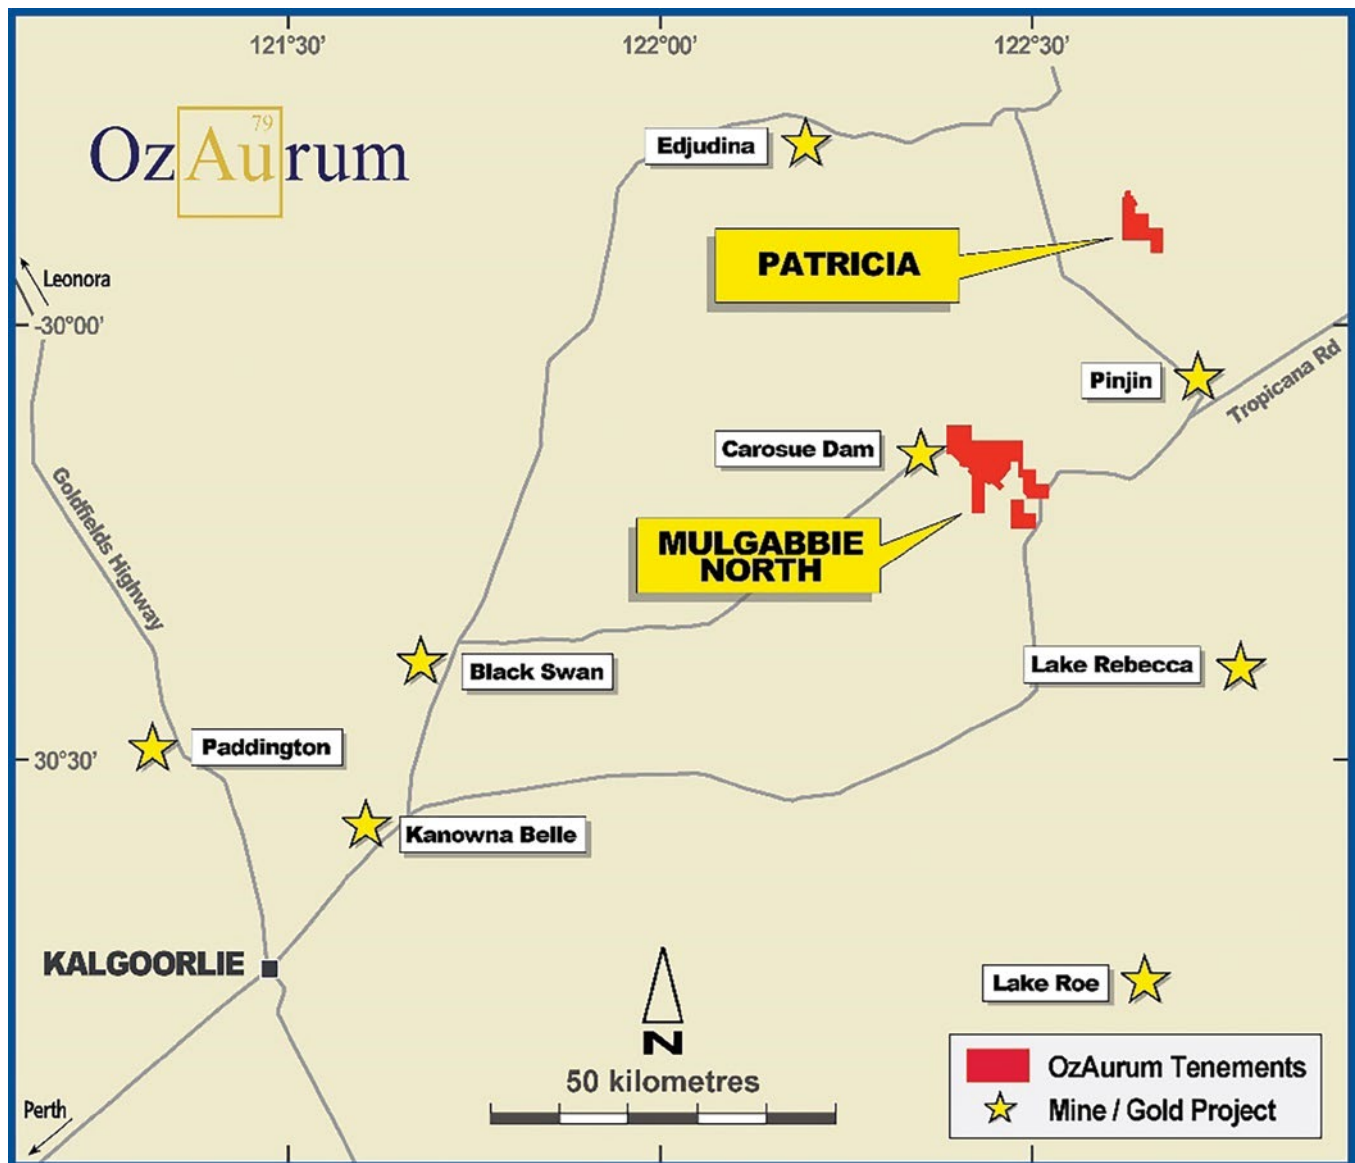 121°30’
122°00’
122°30’
79
OzAurum
Edjudina
PATRICIA
Leonora
-30°00’
Pinjin
Tropicana Rd
Carosue Dam
Goldfields Highway
MULGABBIE
NORTH
Black Swan
Lake Rebecca
Paddington
30°30’
Kanowna Belle
KALGOORLIE
Lake Roe
N
50 kilometres
OzAurum Tenements
Mine / Gold Project
Perth